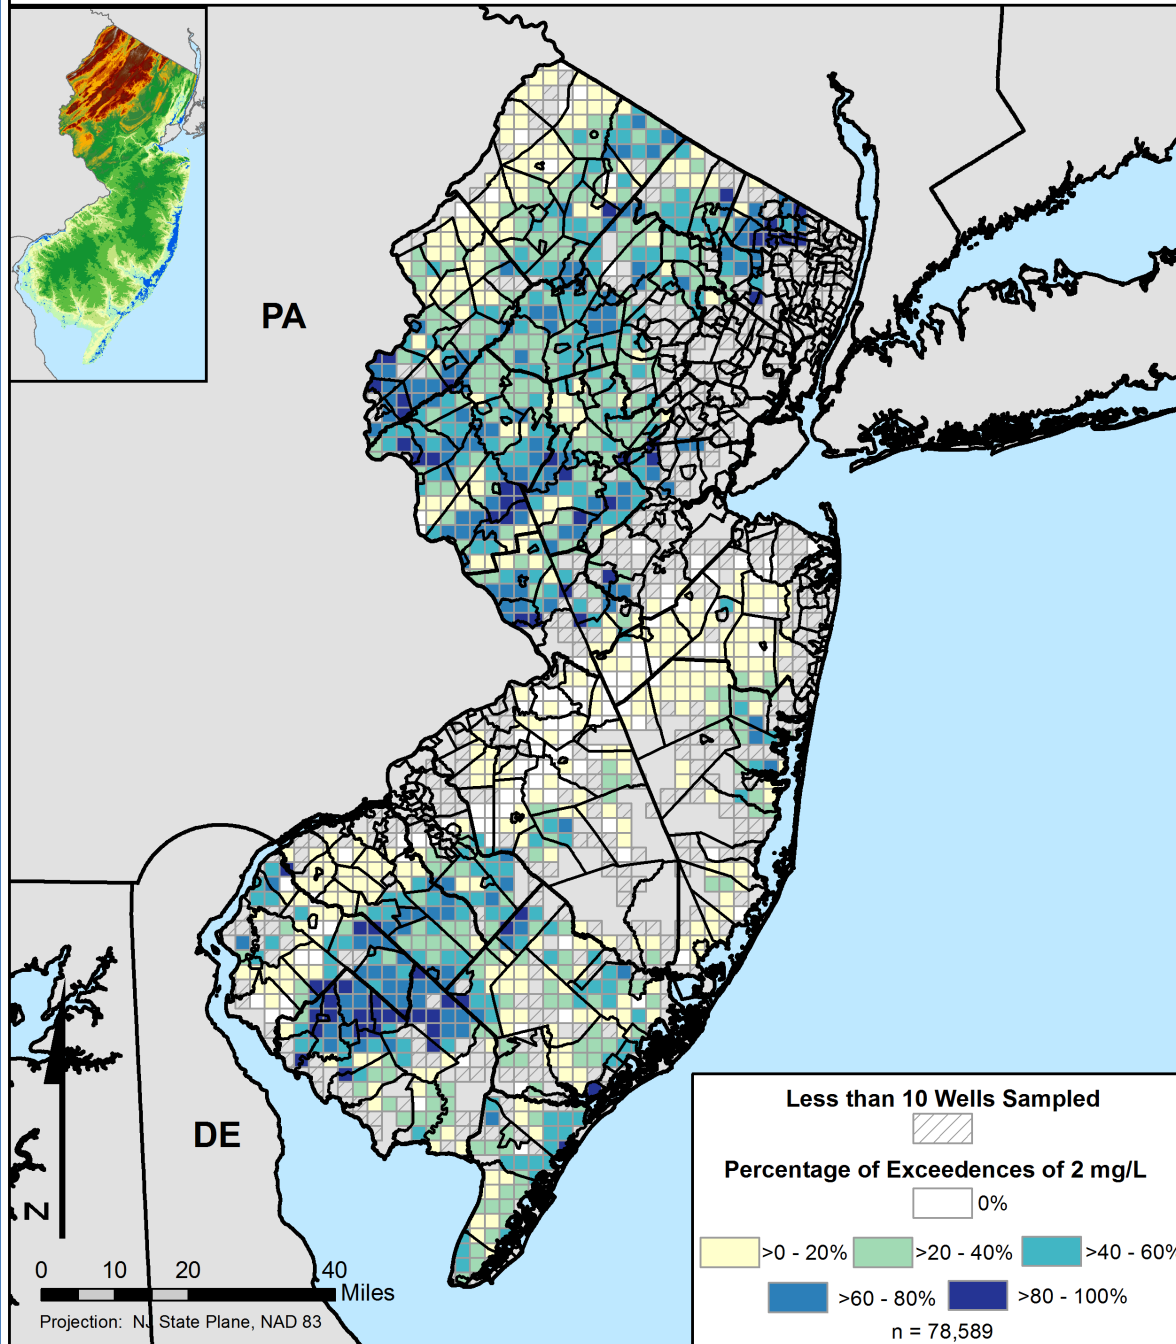 PA
DE
N
0 10 20 40
Miles
Projection: NJ State Plane, NAD 83
Less than 10 Wells Sampled
Percentage of Exceedences of 2 mg/L
0%
>0 - 20% >20 - 40% >40 - 60%
>60 - 80% >80 - 100%
n = 78,589